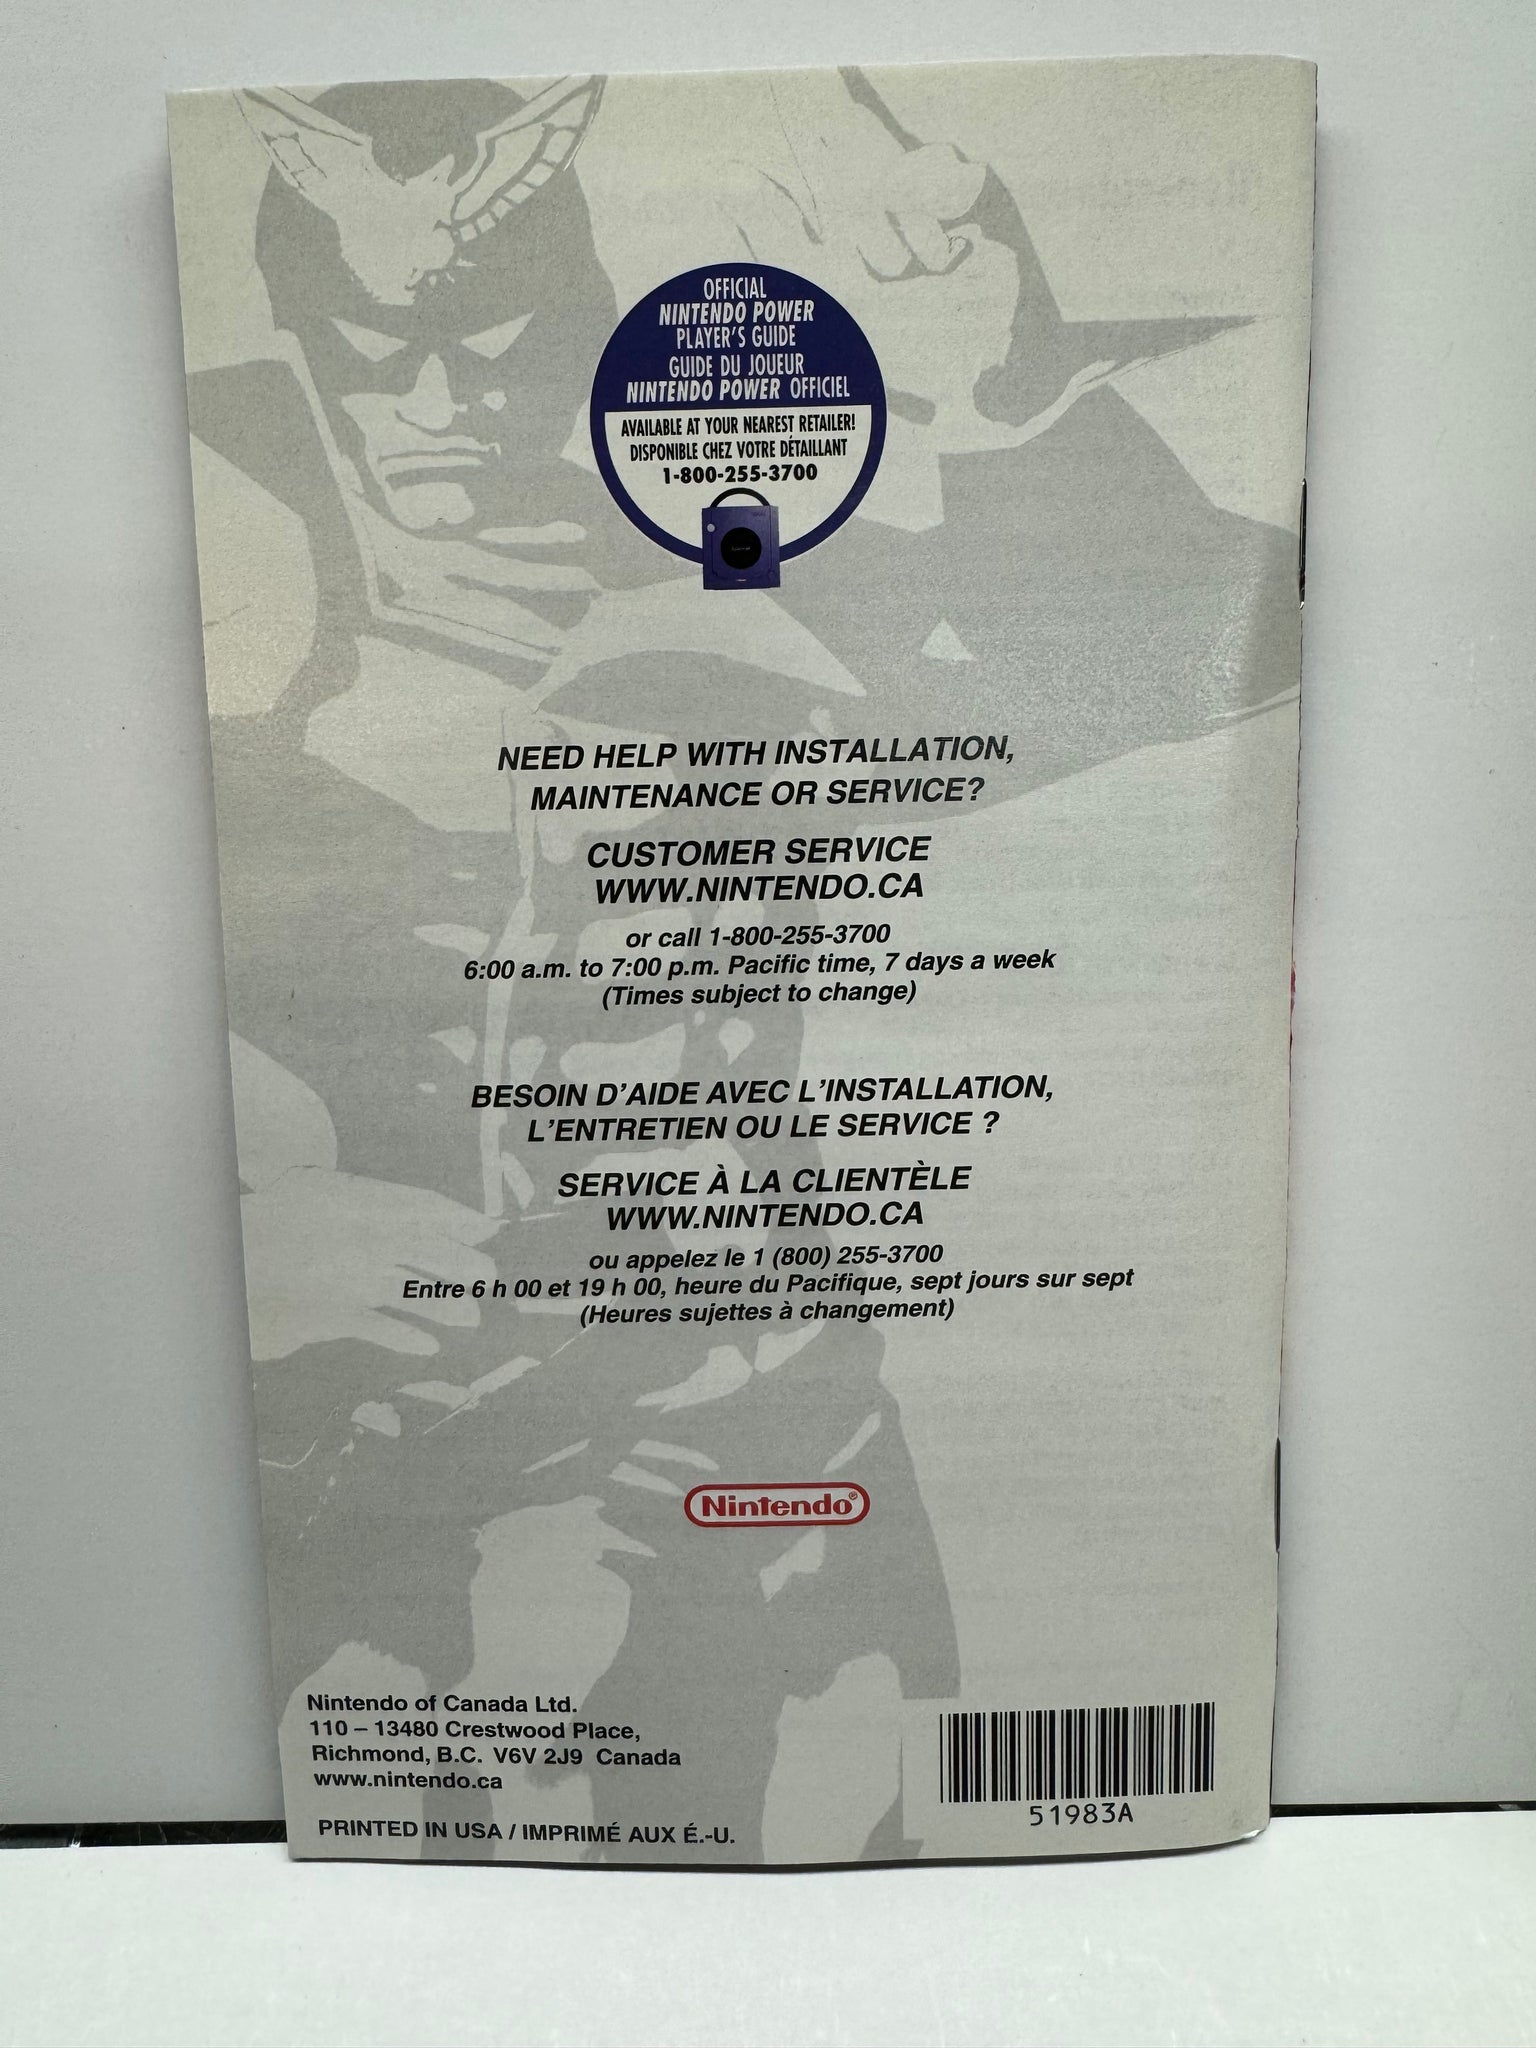 OFFICIAL
NINTENDO POWER
PLAYER'S GUIDE
GUIDE DU JOUEUR
NINTENDO POWER OFFICIEL
AVAILABLE AT YOUR NEAREST RETAILER!
DISPONIBLE CHEZ VOTRE DÉTAILLANT
1-800-255-3700
NEED HELP WITH INSTALLATION,
MAINTENANCE OR SERVICE?
CUSTOMER SERVICE
WWW.NINTENDO.CA
or call 1-800-255-3700
6:00 a.m. to 7:00 p.m. Pacific time, 7 days a week
(Times subject to change)
BESOIN D'AIDE AVEC L'INSTALLATION,
L'ENTRETIEN OU LE SERVICE ?
SERVICE À LA CLIENTÈLE
WWW.NINTENDO.CA
ou appelez le 1 (800) 255-3700
Entre 6 h 00 et 19 h 00, heure du Pacifique, sept jours sur sept
(Heures sujettes à changement)
Nintendo®
Nintendo of Canada Ltd.
110 – 13480 Crestwood Place,
Richmond, B.C. V6V 2J9 Canada
www.nintendo.ca
PRINTED IN USA / IMPRIMÉ AUX É.-U.
51983A